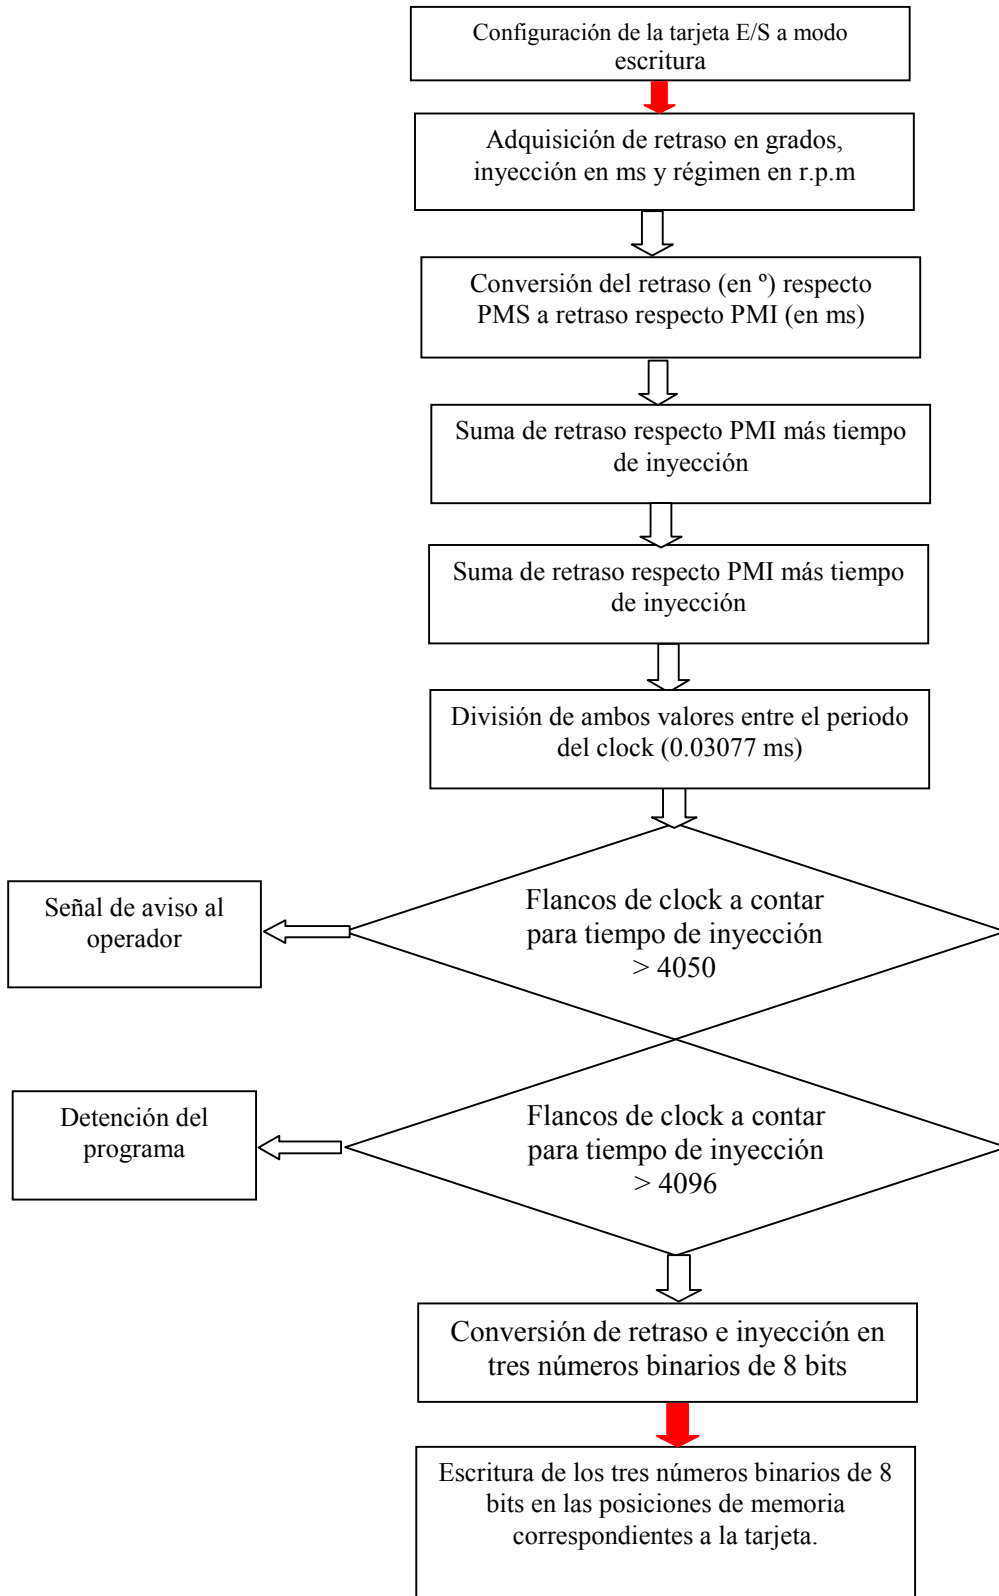 Configuración de la tarjeta E/S a modo
escritura
Adquisición de retraso en grados,
inyección en ms y régimen en r.p.m
Conversión del retraso (en º) respecto
PMS a retraso respecto PMI (en ms)
Suma de retraso respecto PMI más tiempo
de inyección
Suma de retraso respecto PMI más tiempo
de inyección
División de ambos valores entre el periodo
del clock (0.03077 ms)
Flancos de clock a contar
para tiempo de inyección
> 4050
Señal de aviso al
operador
Flancos de clock a contar
para tiempo de inyección
> 4096
Detención del
programa
Conversión de retraso e inyección en
tres números binarios de 8 bits
Escritura de los tres números binarios de 8
bits en las posiciones de memoria
correspondientes a la tarjeta.